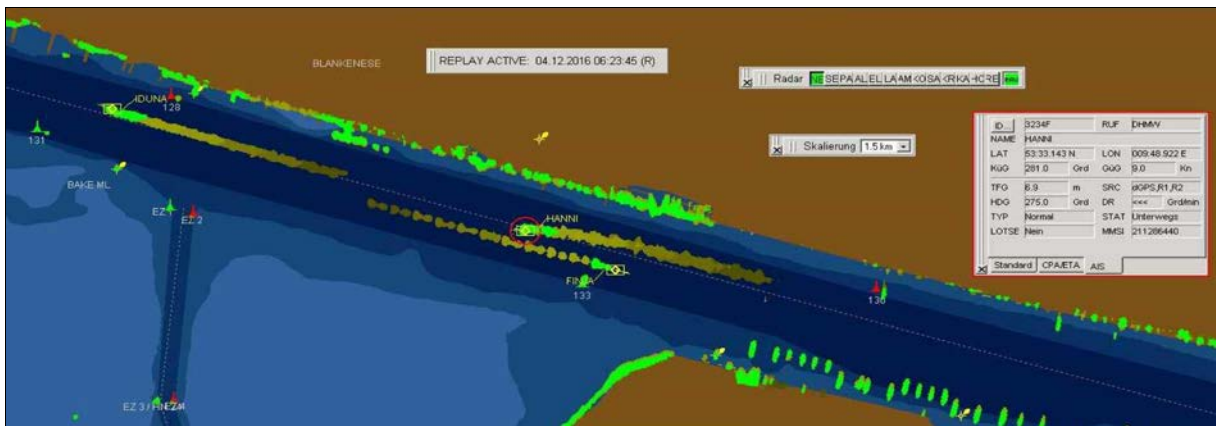 BLANKENESE
REPLAY ACTIVE: 04.12.2016 06:23:45 (R)
Radar
Skalierung 1.5 km
IDUNA
128
131
BAKE ML
EZ
EZ 2
HANNI
133
130
EZ 3
ID... 3234F RUF DHMW
NAME HANNI
LAT 53:33.143 N LON 009:48.922 E
KüG 281.0 Grd GüG 9.0 Kn
TFG 6.9 m SRC dGPS,R1,R2
HDG 275.0 Grd DR <<< Grd/min
TYP Normal STAT Unterwegs
LOTSE Nein MMSI 211286440
Standard CPA/ETA AIS